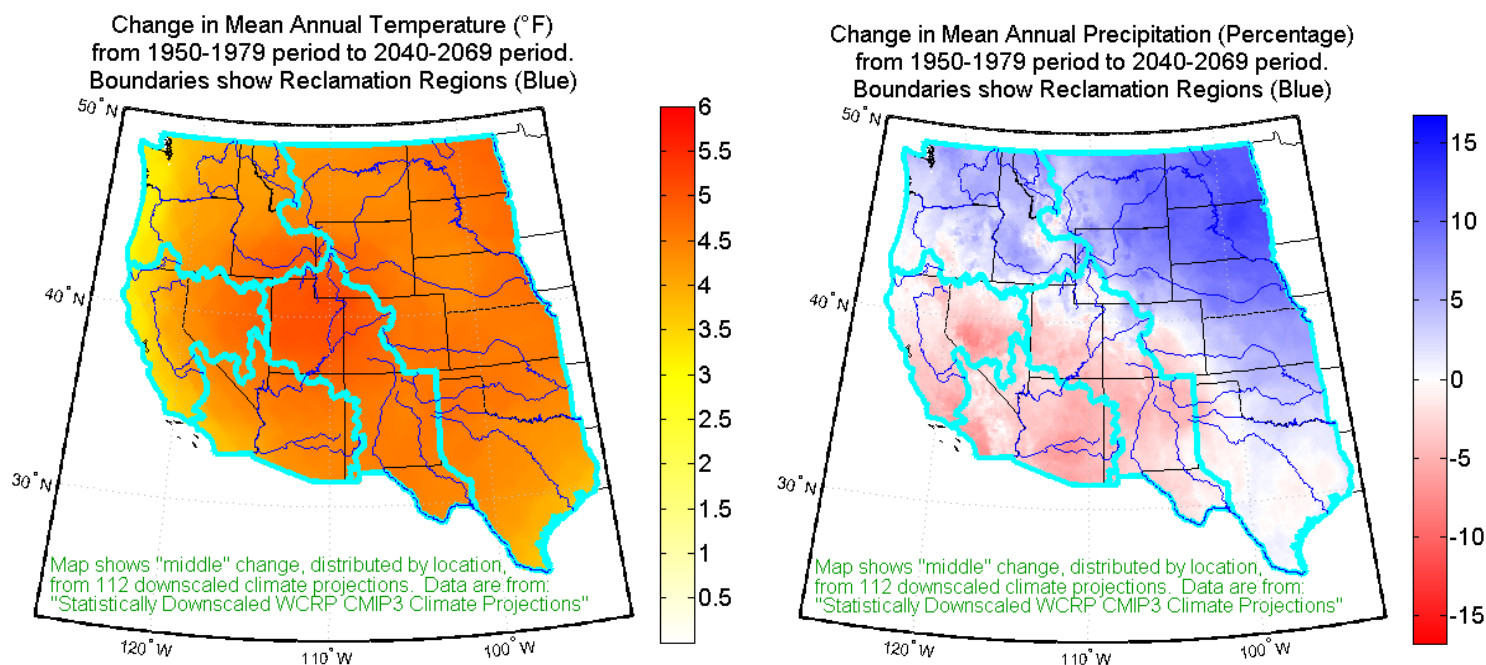 Change in Mean Annual Temperature (°F)
from 1950-1979 period to 2040-2069 period.
Boundaries show Reclamation Regions (Blue)
50°N
40°N
30°N
120°W
110°W
100°W
6
5.5
5
4.5
4
3.5
3
2.5
2
1.5
1
0.5
Map shows "middle" change, distributed by location,
from 112 downscaled climate projections. Data are from:
"Statistically Downscaled WCRP CMIP3 Climate Projections"
Change in Mean Annual Precipitation (Percentage)
from 1950-1979 period to 2040-2069 period.
Boundaries show Reclamation Regions (Blue)
50°N
40°N
30°N
120°W
110°W
100°W
15
10
5
0
-5
-10
-15
Map shows "middle" change, distributed by location,
from 112 downscaled climate projections. Data are from:
"Statistically Downscaled WCRP CMIP3 Climate Projections"